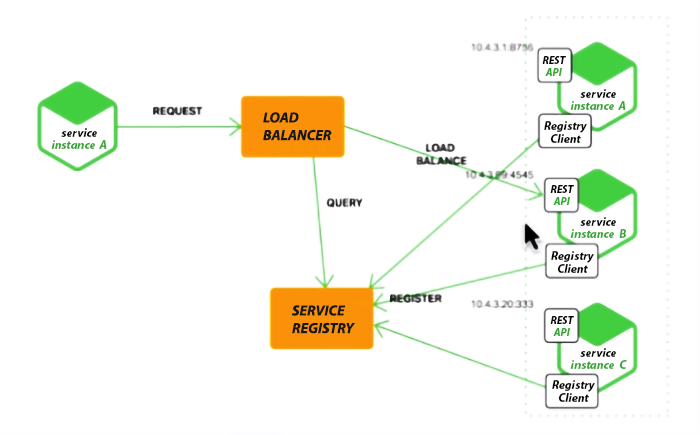 10.4.3.1:8756
REST
API
service
instance A
Registry
Client
REQUEST
service
instance A
LOAD
BALANCER
LOAD
BALANCE
10.4.3.99:4545
REST
API
service
instance B
Registry
Client
QUERY
SERVICE
REGISTRY
REGISTER
10.4.3.20:333
REST
API
service
instance C
Registry
Client